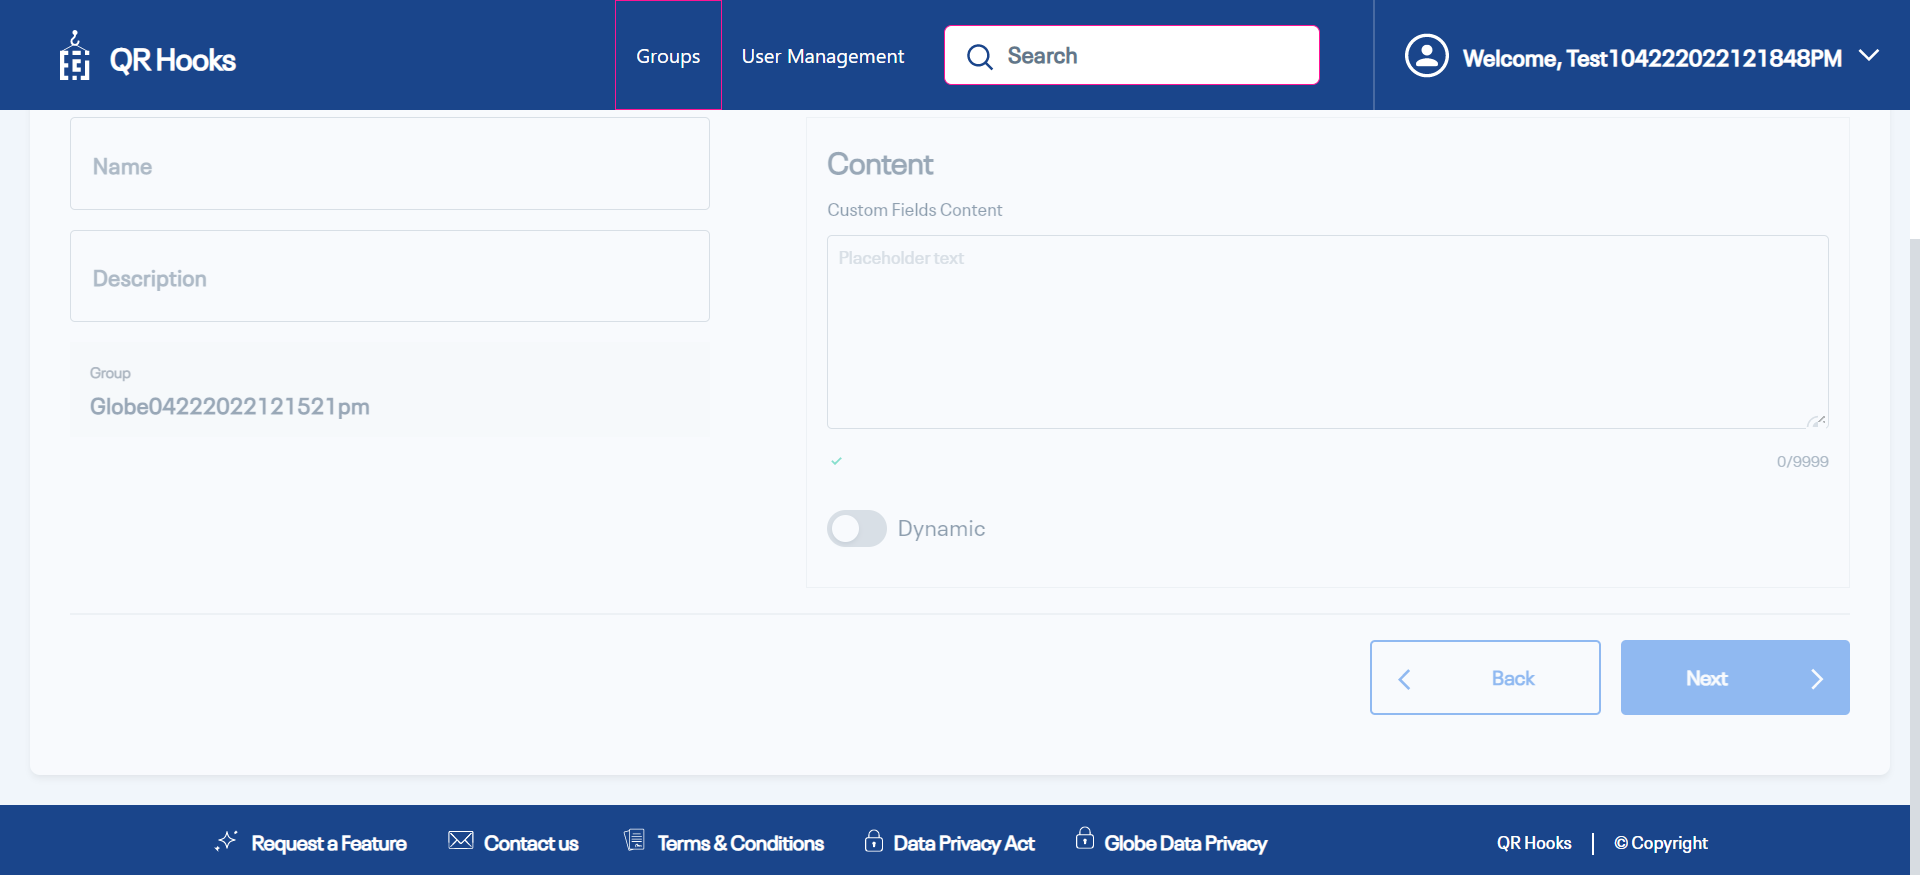 QR Hooks
Groups
User Management
Search
Welcome, Test104222022121848PM
Name
Description
Group
Globe04222022121521pm
Content
Custom Fields Content
Placeholder text
0/9999
Dynamic
Back
Next
Request a Feature
Contact us
Terms & Conditions
Data Privacy Act
Globe Data Privacy
QR Hooks
© Copyright